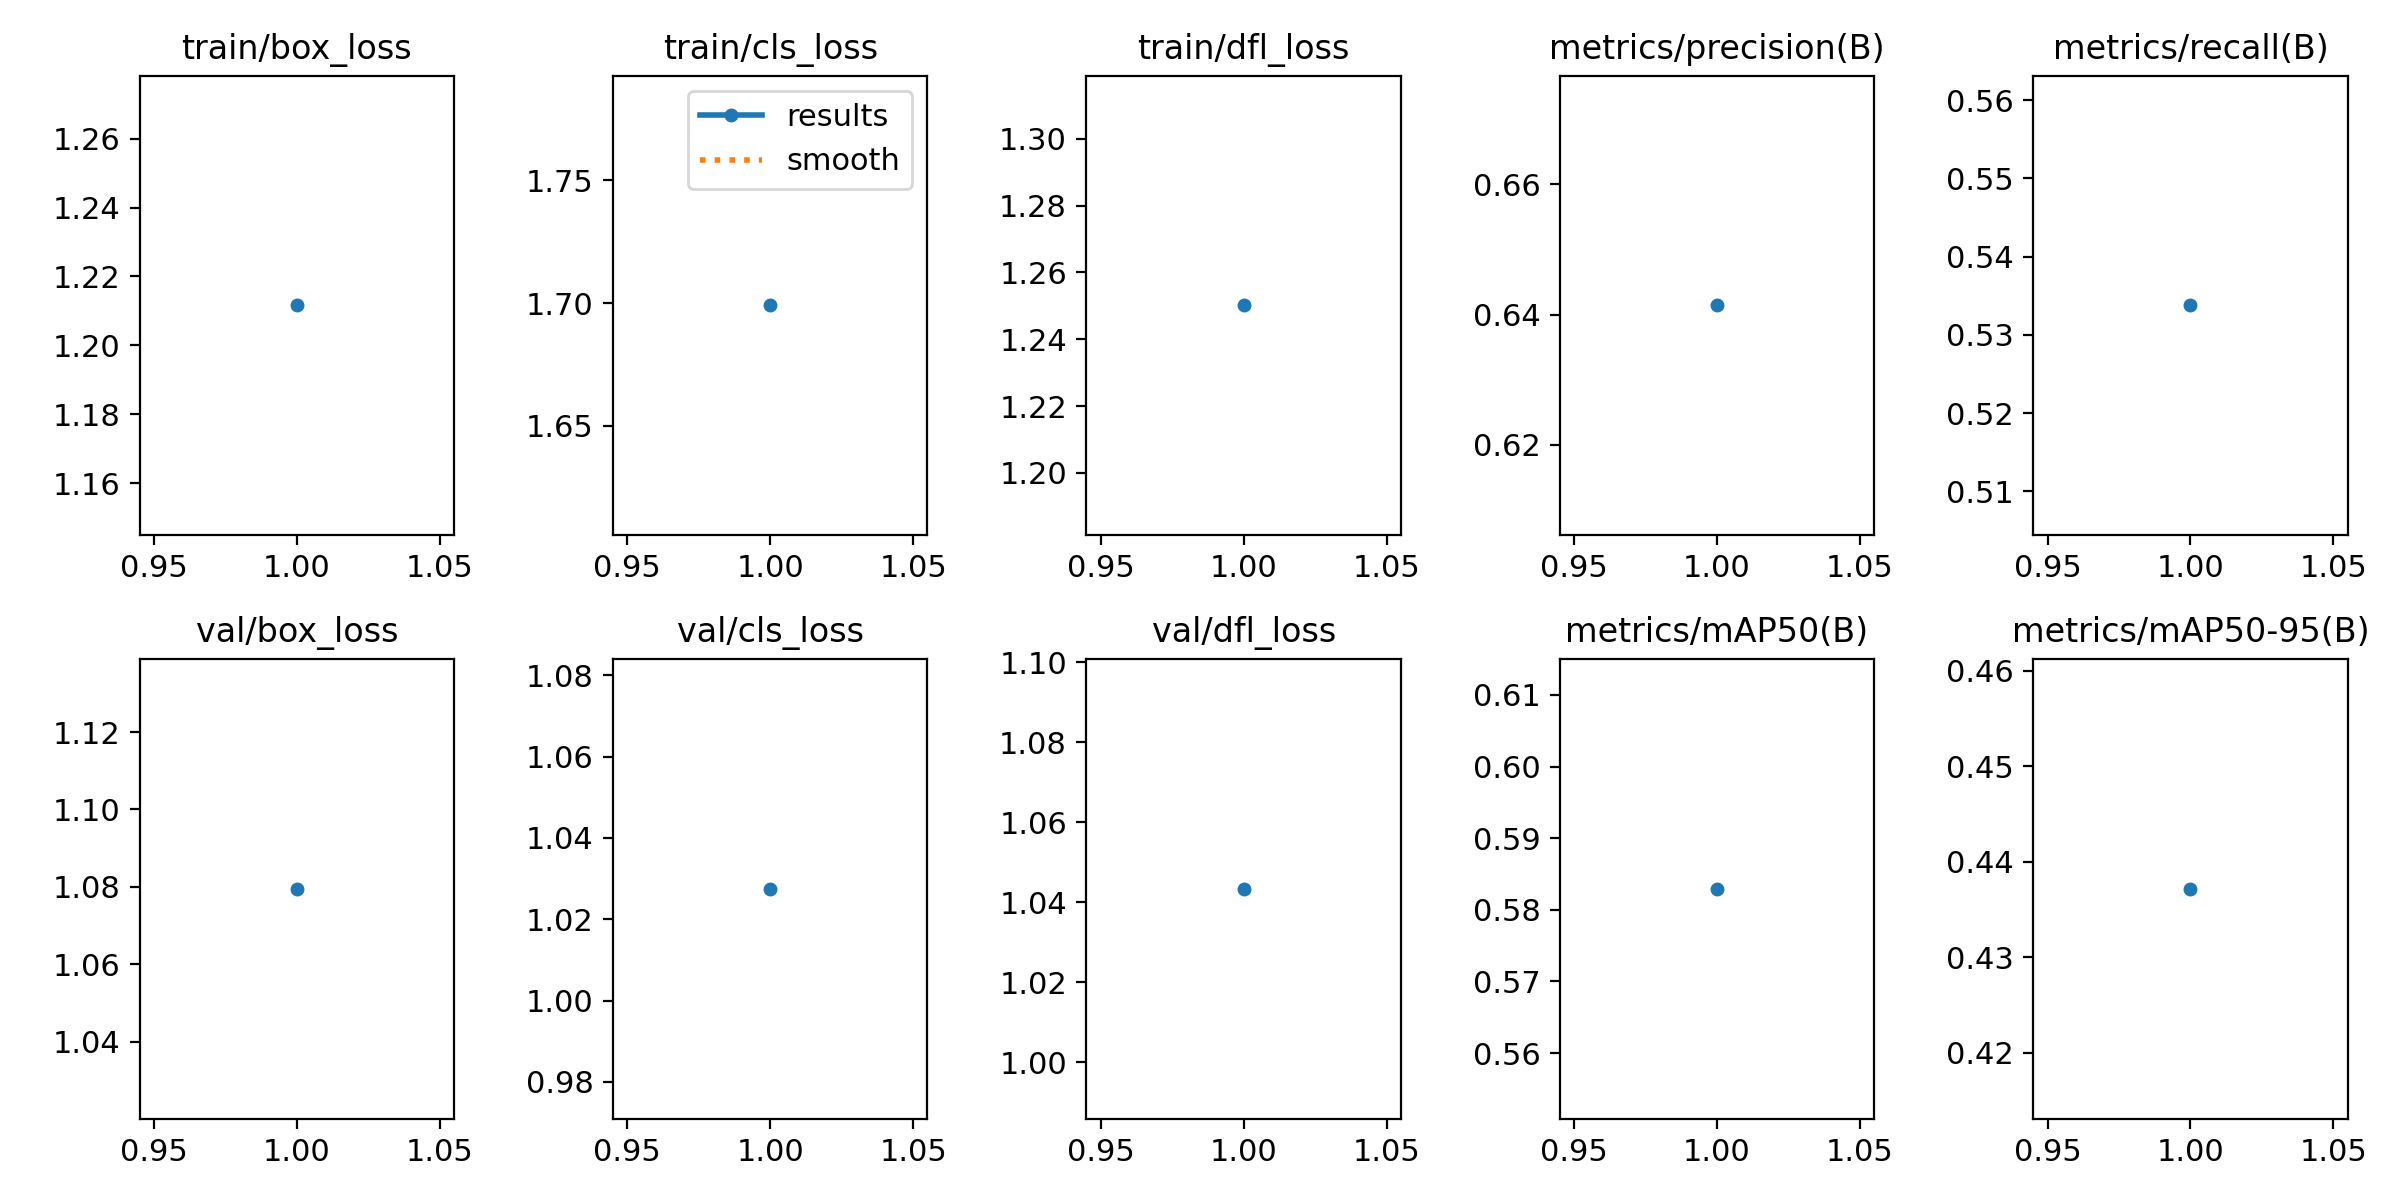 train/box_loss
1.26
1.24
1.22
1.20
1.18
1.16
0.95 1.00 1.05
train/cls_loss
results
smooth
1.75
1.70
1.65
0.95 1.00 1.05
train/dfl_loss
1.30
1.28
1.26
1.24
1.22
1.20
0.95 1.00 1.05
metrics/precision(B)
0.66
0.64
0.62
0.95 1.00 1.05
metrics/recall(B)
0.56
0.55
0.54
0.53
0.52
0.51
0.95 1.00 1.05
val/box_loss
1.12
1.10
1.08
1.06
1.04
0.95 1.00 1.05
val/cls_loss
1.08
1.06
1.04
1.02
1.00
0.98
0.95 1.00 1.05
val/dfl_loss
1.10
1.08
1.06
1.04
1.02
1.00
0.95 1.00 1.05
metrics/mAP50(B)
0.61
0.60
0.59
0.58
0.57
0.56
0.95 1.00 1.05
metrics/mAP50-95(B)
0.46
0.45
0.44
0.43
0.42
0.95 1.00 1.05